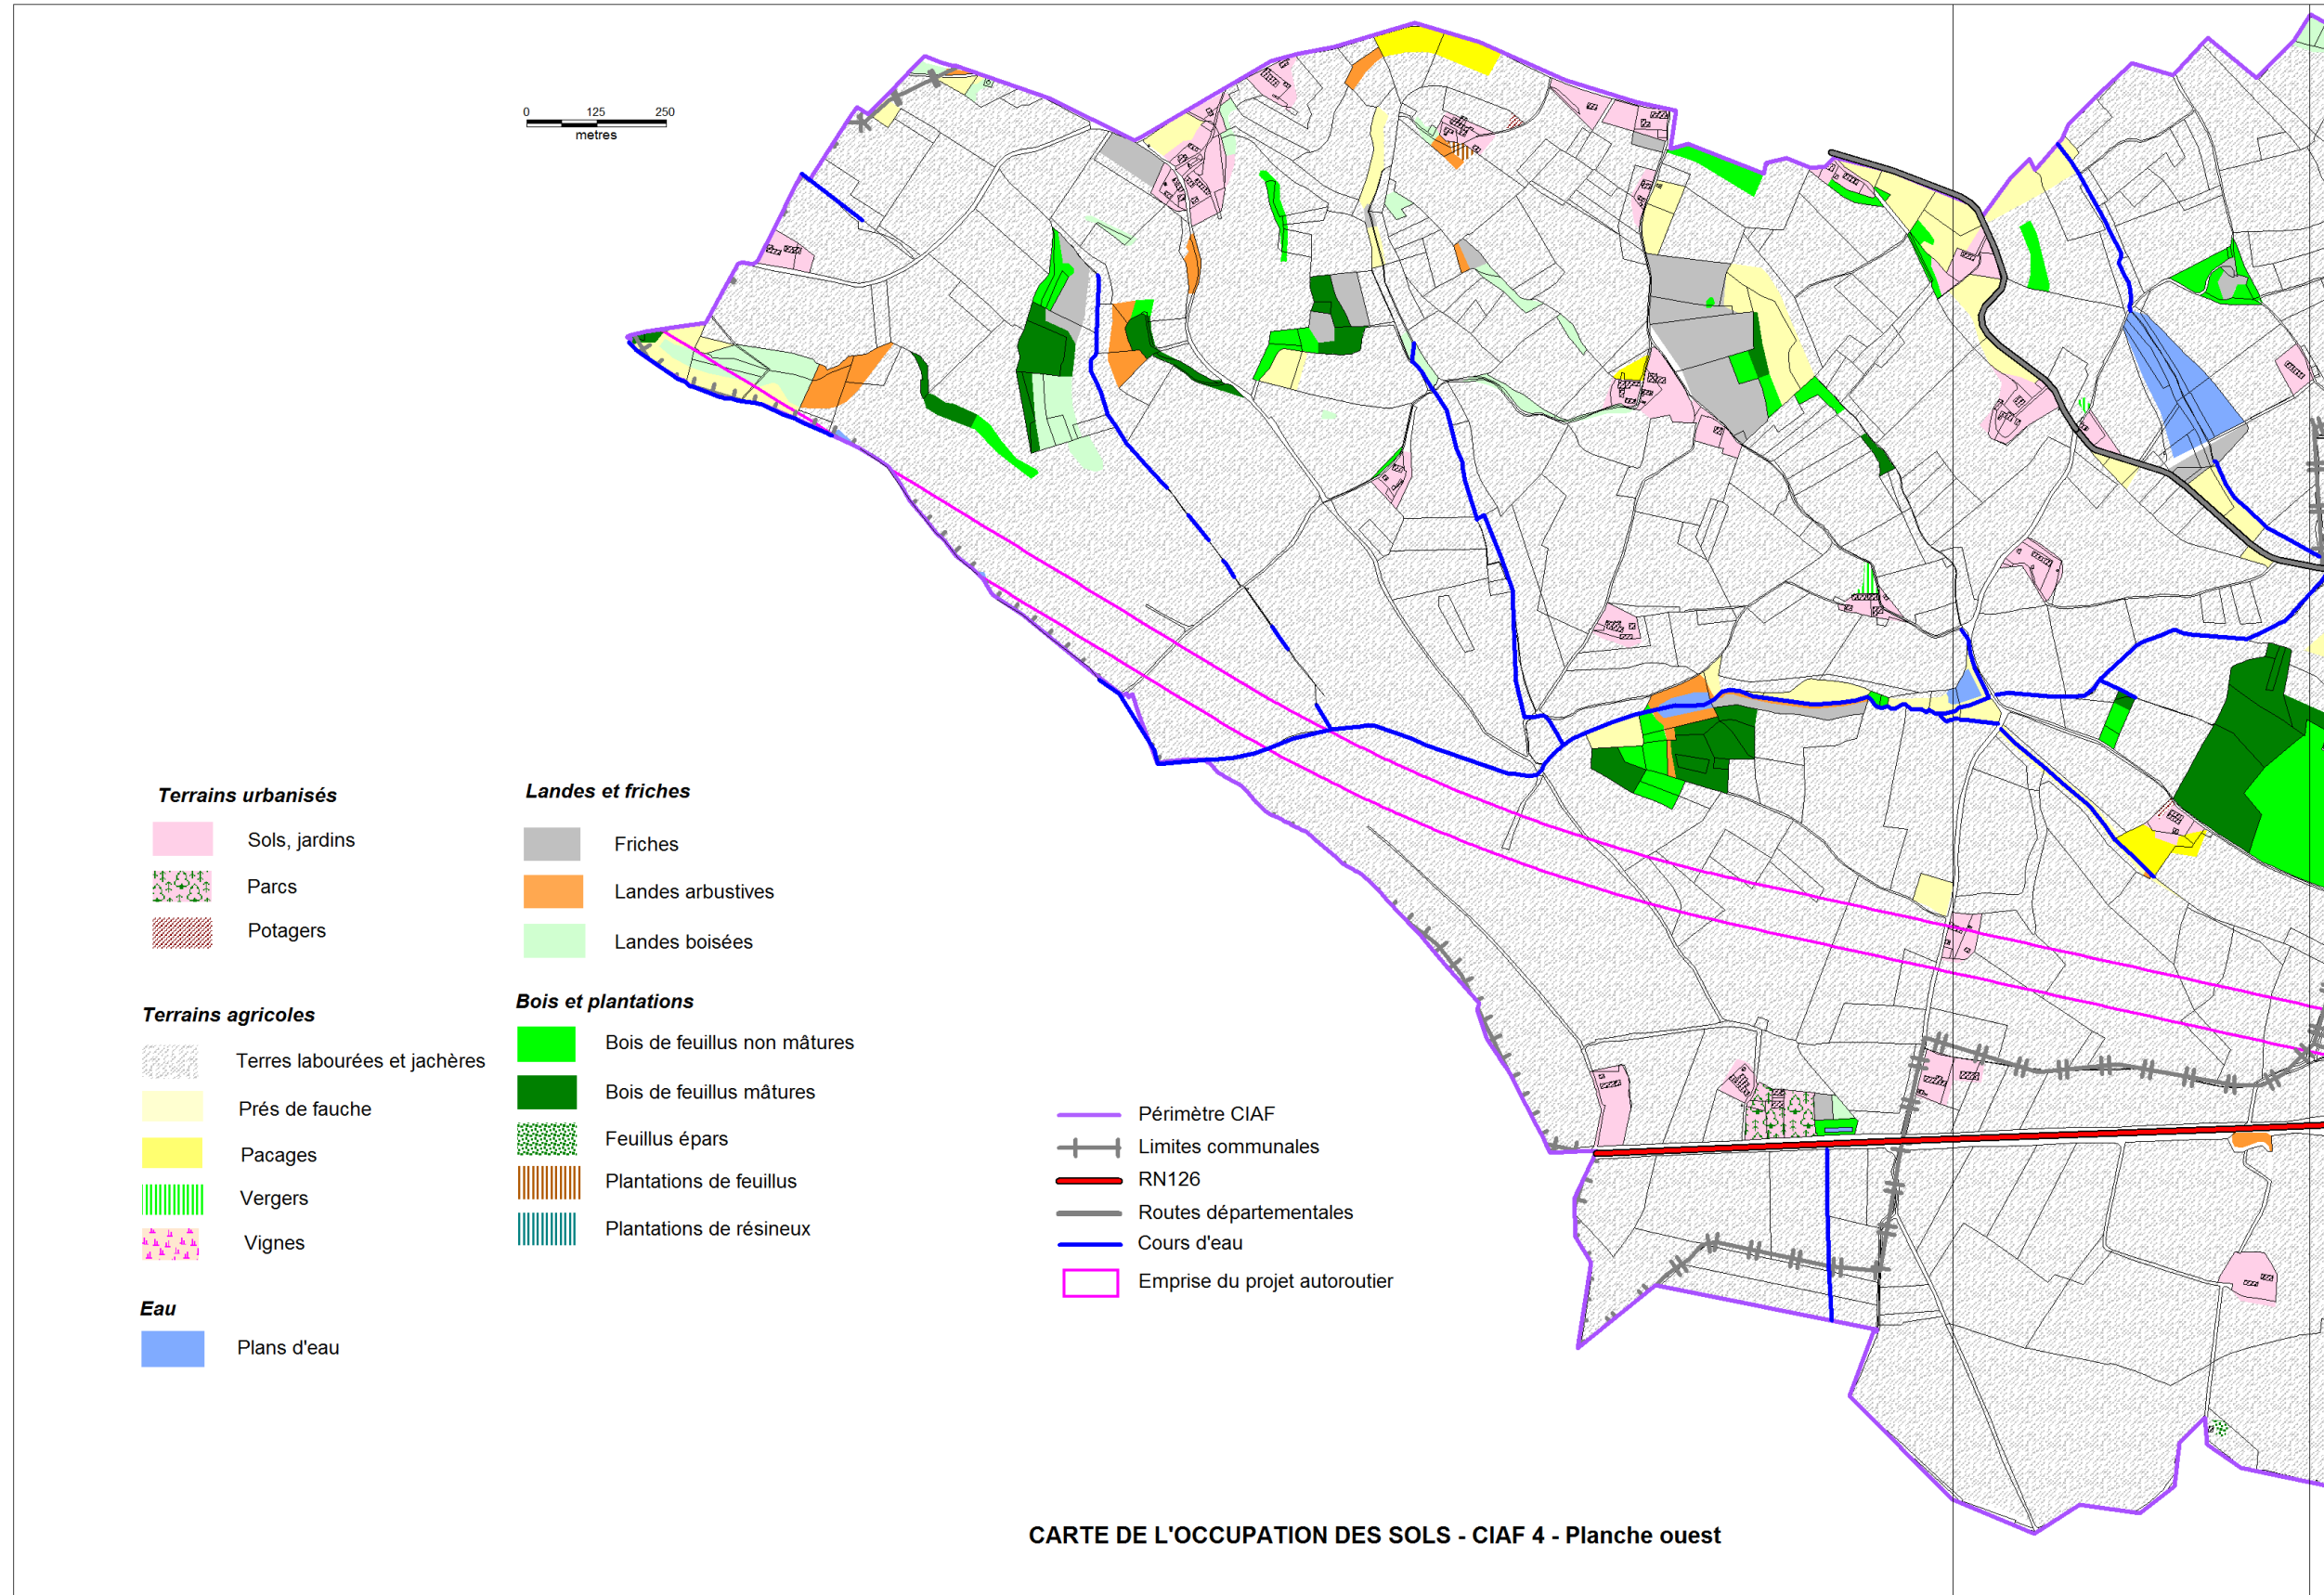 0 125 250
metres
Terrains urbanisés
Sols, jardins
Parcs
Potagers
Terrains agricoles
Terres labourées et jachères
Prés de fauche
Pacages
Vergers
Vignes
Eau
Plans d'eau
Landes et friches
Friches
Landes arbustives
Landes boisées
Bois et plantations
Bois de feuillus non mâtures
Bois de feuillus mâtures
Feuillus épars
Plantations de feuillus
Plantations de résineux
Périmètre CIAF
Limites communales
RN126
Routes départementales
Cours d'eau
Emprise du projet autoroutier
CARTE DE L'OCCUPATION DES SOLS - CIAF 4 - Planche ouest